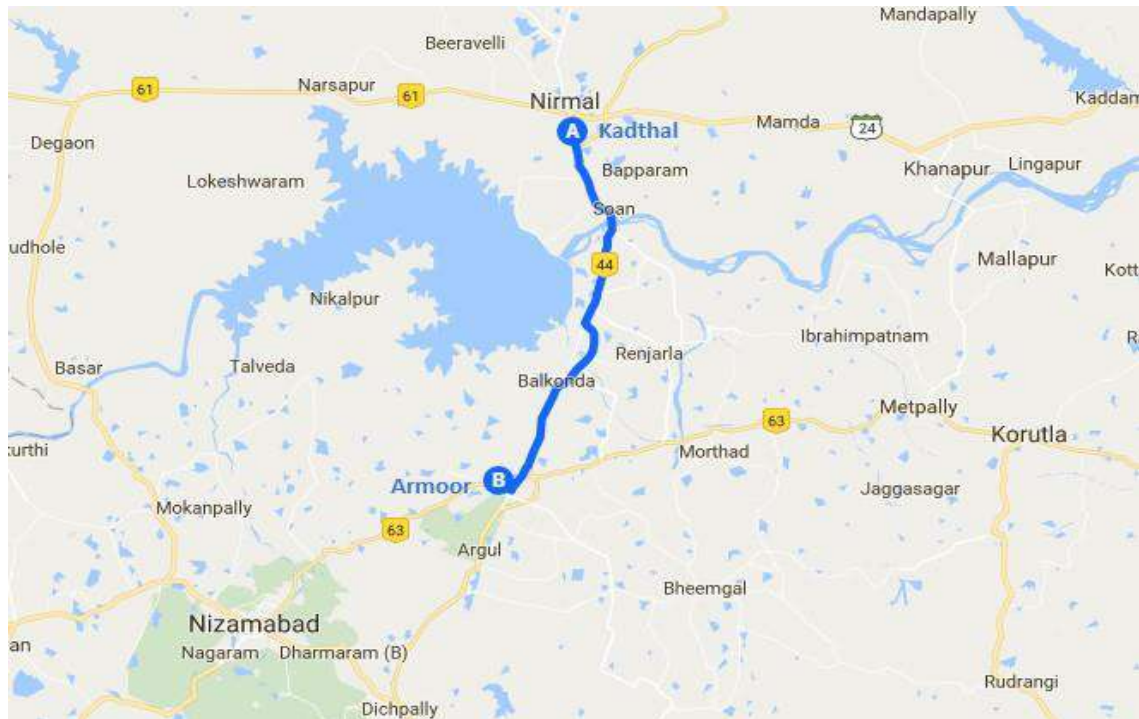 Mandapally
Beeravelli
61
Narsapur
61
Nirmal
Kaddam
A
Kadthal
Mamda
24
Degaon
Bapparam
Khanapur
Lingapur
Lokeshwaram
Soan
udhole
44
Mallapur
Kott
Nikalpur
Ibrahimpatnam
Renjarla
Basar
Talveda
Balkonda
Metpally
63
Korutla
urthi
Morthad
B
Armoor
Jaggasagar
Mokanpally
63
Argul
Bheemgal
Nizamabad
an
Nagaram
Dharmaram (B)
Rudrangi
Dichpally